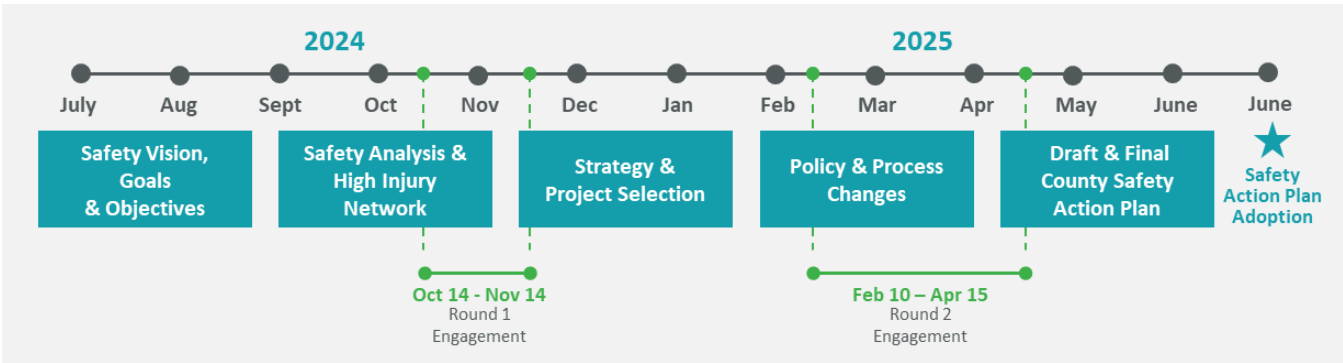 2024
2025
July
Aug
Sept
Oct
Nov
Dec
Jan
Feb
Mar
Apr
May
June
June
Safety Vision,
Goals
& Objectives
Safety Analysis &
High Injury
Network
Strategy &
Project Selection
Policy & Process
Changes
Draft & Final
County Safety
Action Plan
Safety
Action Plan
Adoption
Oct 14 - Nov 14
Round 1
Engagement
Feb 10 – Apr 15
Round 2
Engagement